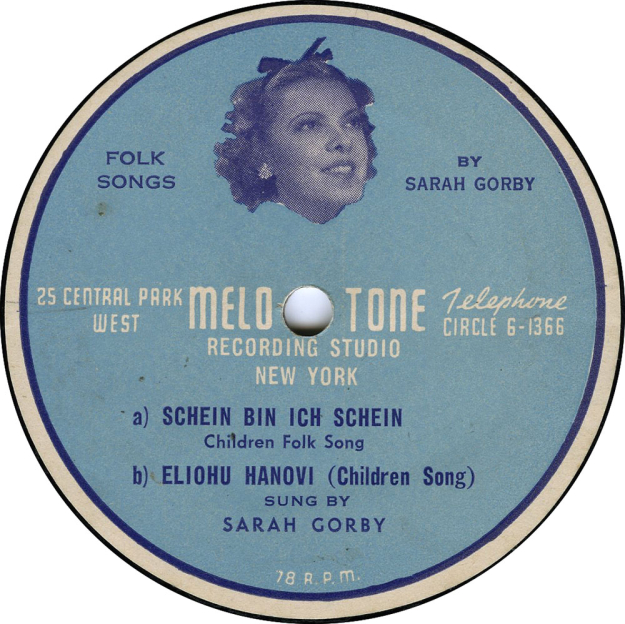 FOLK
SONGS
BY
SARAH GORBY
25 CENTRAL PARK
WEST
MELO TONE
Telephone
CIRCLE 6-1366
RECORDING STUDIO
NEW YORK
a) SCHEIN BIN ICH SCHEIN
Children Folk Song
b) ELIOHU HANOVI (Children Song)
SUNG BY
SARAH GORBY
78 R.P.M.